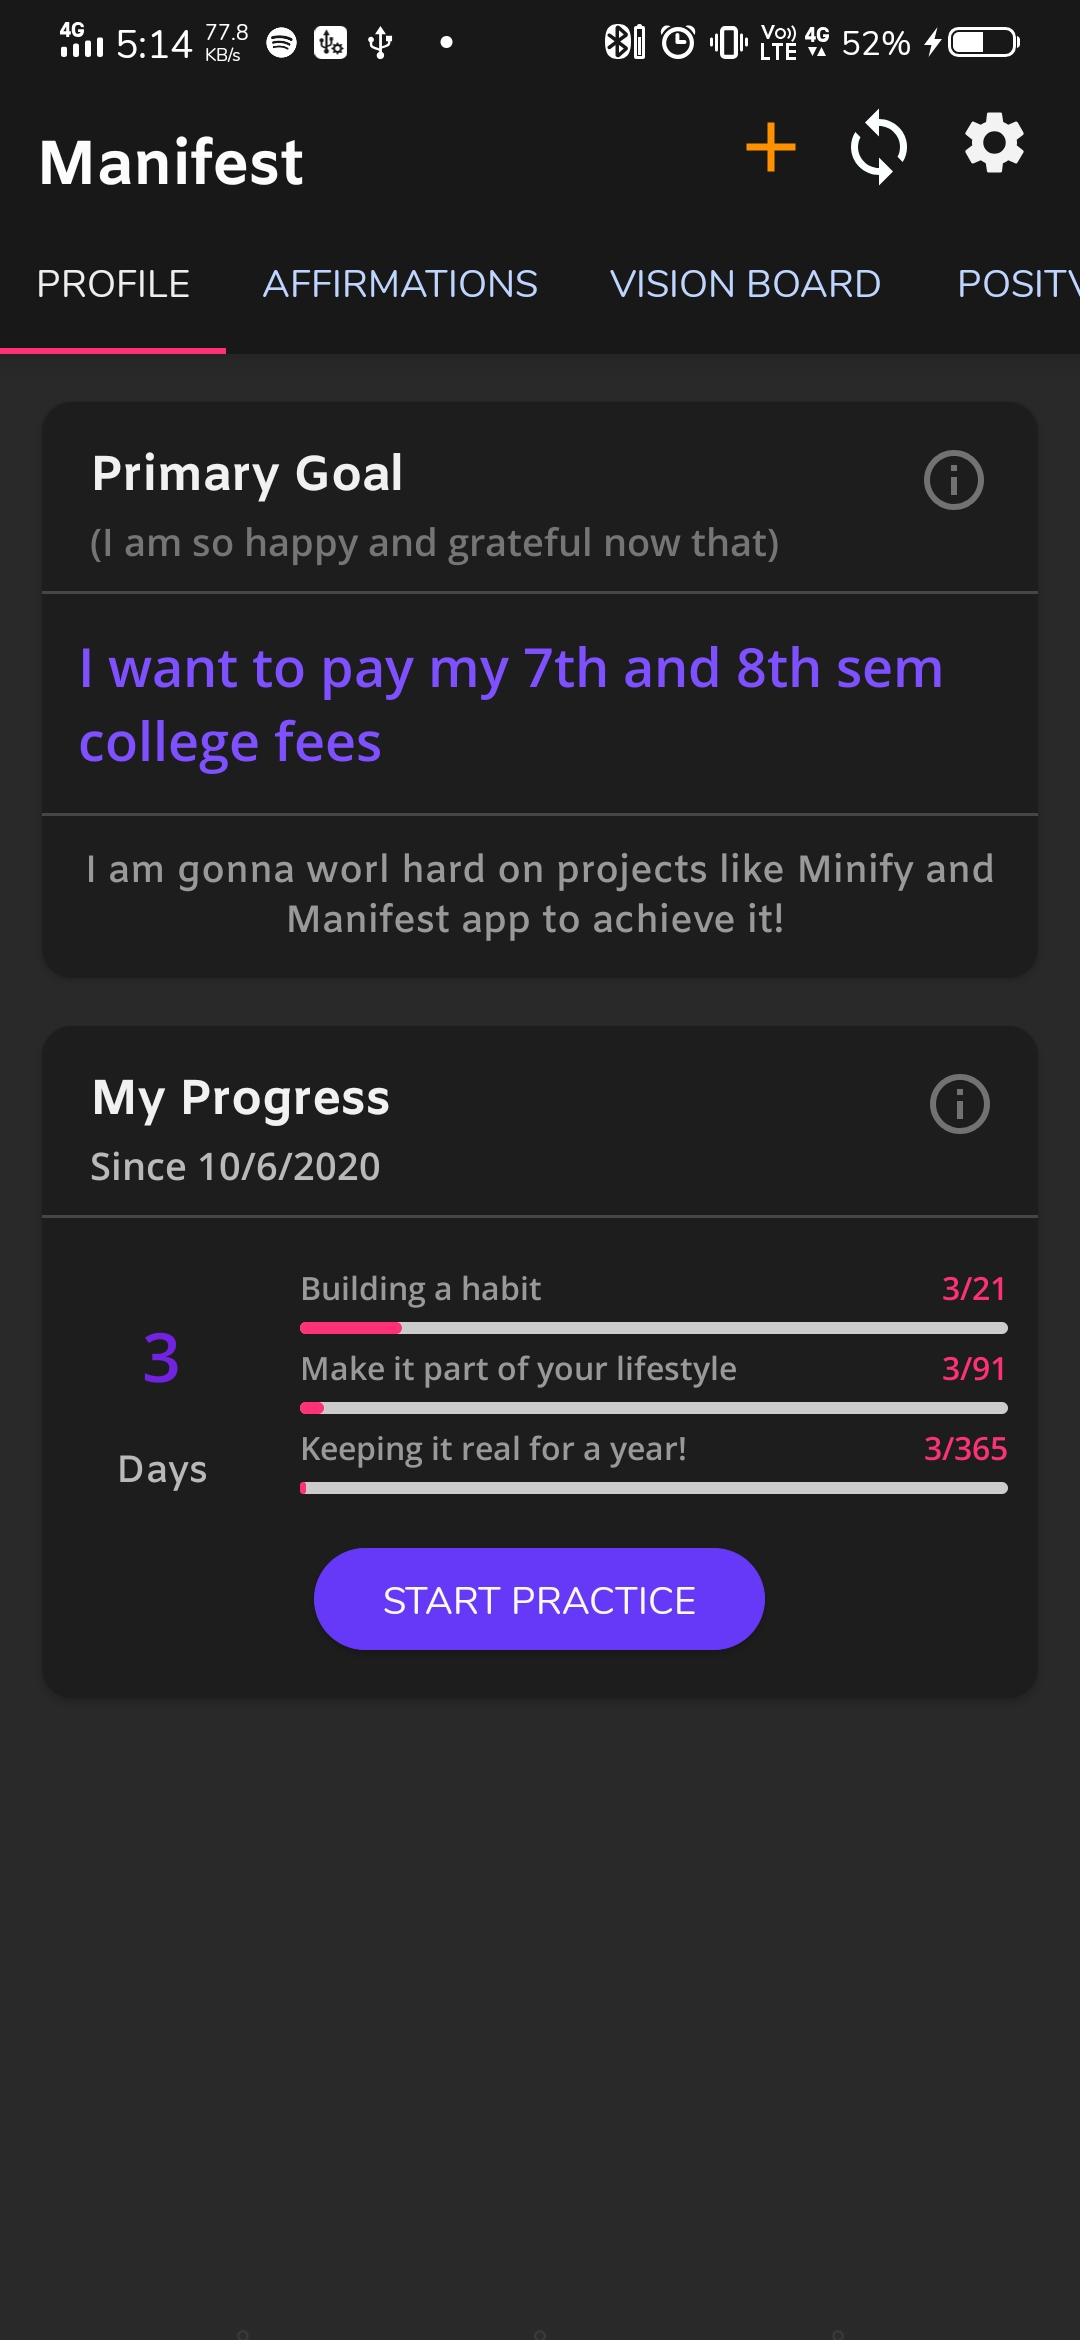 4G 5:14 77.8 KB/s Vo)) LTE 4G 52%
Manifest
PROFILE AFFIRMATIONS VISION BOARD POSITV
Primary Goal
(I am so happy and grateful now that)
I want to pay my 7th and 8th sem
college fees
I am gonna worl hard on projects like Minify and
Manifest app to achieve it!
My Progress
Since 10/6/2020
Building a habit 3/21
3
Make it part of your lifestyle 3/91
Keeping it real for a year! 3/365
Days
START PRACTICE